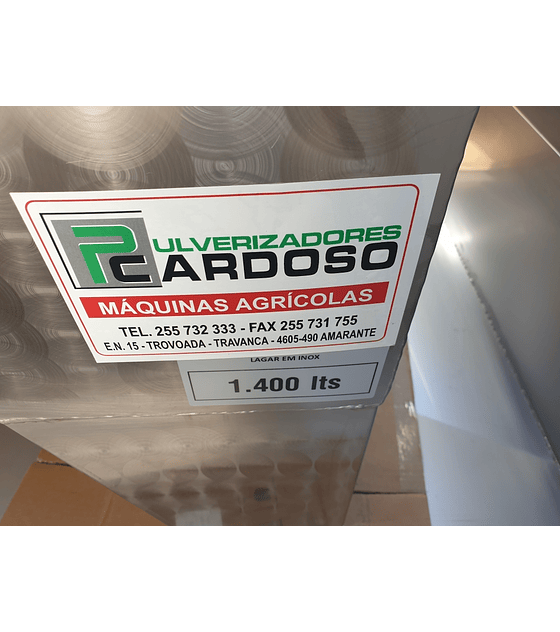 PULVERIZADORES
CARDOSO
MÁQUINAS AGRÍCOLAS
TEL. 255 732 333 - FAX 255 731 755
E.N. 15 - TROVOADA - TRAVANCA - 4605-490 AMARANTE
LAGAR EM INOX
1.400 lts